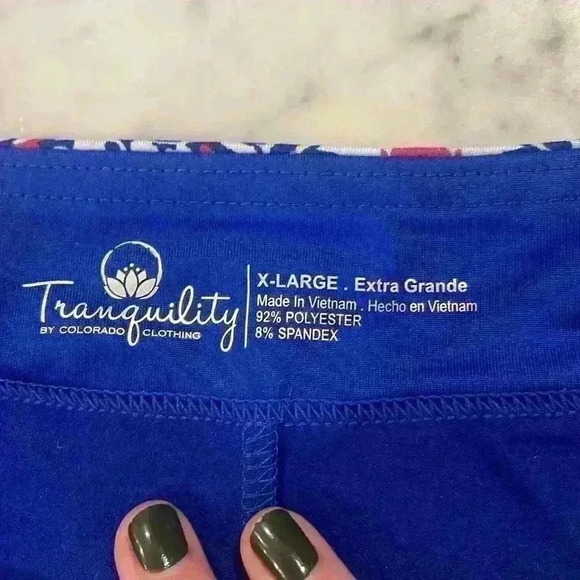 Tranquility
BY COLORADO CLOTHING
X-LARGE . Extra Grande
Made In Vietnam . Hecho en Vietnam
92% POLYESTER
8% SPANDEX